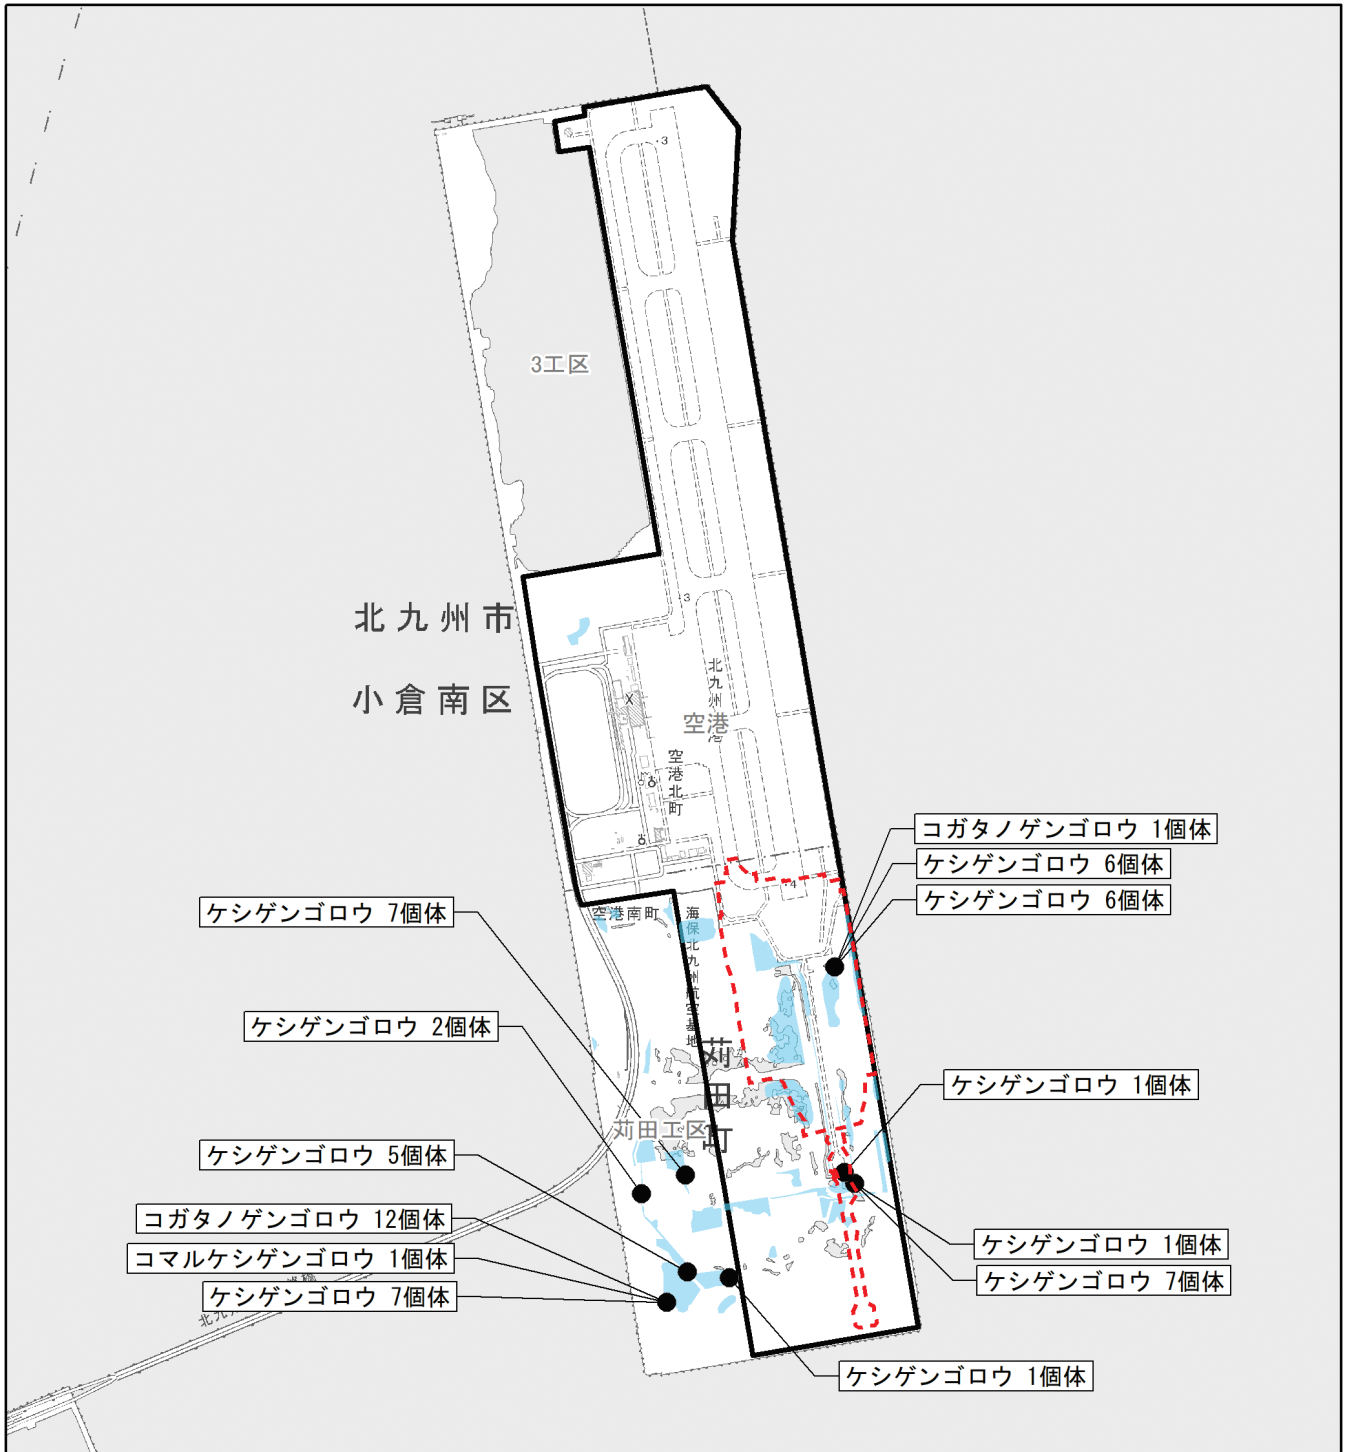 3
3工区
3
北九州市
小倉南区
北九州
空港
港
空港北町
4
コガタノゲンゴロウ 1個体
ケシゲンゴロウ 6個体
ケシゲンゴロウ 6個体
ケシゲンゴロウ 7個体
空港南町
海保北九州航空基地
ケシゲンゴロウ 2個体
苅田町
ケシゲンゴロウ 1個体
苅田工区
ケシゲンゴロウ 5個体
コガタノゲンゴロウ 12個体
コマルケシゲンゴロウ 1個体
ケシゲンゴロウ 7個体
ケシゲンゴロウ 1個体
ケシゲンゴロウ 7個体
北九
橋
ケシゲンゴロウ 1個体